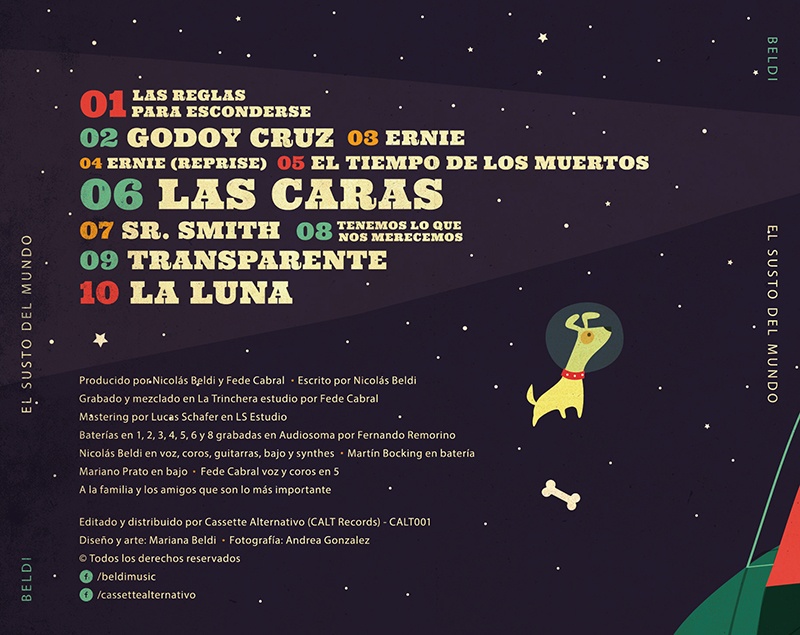 01 LAS REGLAS
PARA ESCONDERSE
02 GODOY CRUZ 03 ERNIE
04 ERNIE (REPRISE) 05 EL TIEMPO DE LOS MUERTOS
06 LAS CARAS
07 SR. SMITH 08 TENEMOS LO QUE
NOS MERECEMOS
09 TRANSPARENTE
10 LA LUNA
Producido por Nicolás Beldi y Fede Cabral • Escrito por Nicolás Beldi
Grabado y mezclado en La Trinchera estudio por Fede Cabral
Mastering por Lucas Schafer en LS Estudio
Baterías en 1, 2, 3, 4, 5, 6 y 8 grabadas en Audiosoma por Fernando Remorino
Nicolás Beldi en voz, coros, guitarras, bajo y synthes • Martín Bocking en batería
Mariano Prato en bajo • Fede Cabral voz y coros en 5
A la familia y los amigos que son lo más importante
Editado y distribuido por Cassette Alternativo (CALT Records) - CALT001
Diseño y arte: Mariana Beldi • Fotografía: Andrea Gonzalez
© Todos los derechos reservados
f /beldimusic
f /cassettealternativo
BELDI
EL SUSTO DEL MUNDO
BELDI
EL SUSTO DEL MUNDO